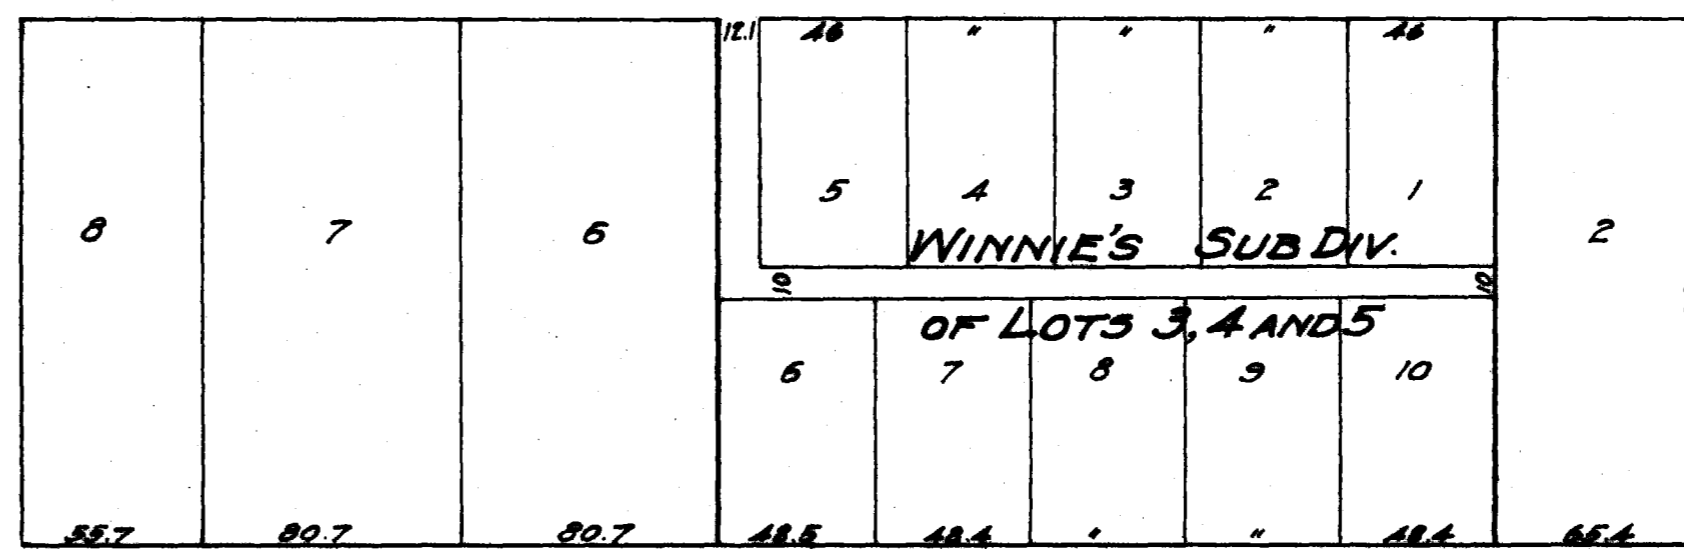 12.1 46 " " " 46
5 4 3 2 1
8 7 6 2
WINNIE'S SUB DIV.
10 10
OF LOTS 3, 4 AND 5
6 7 8 9 10
55.7 80.7 80.7 48.5 48.4 " " 48.4 65.4